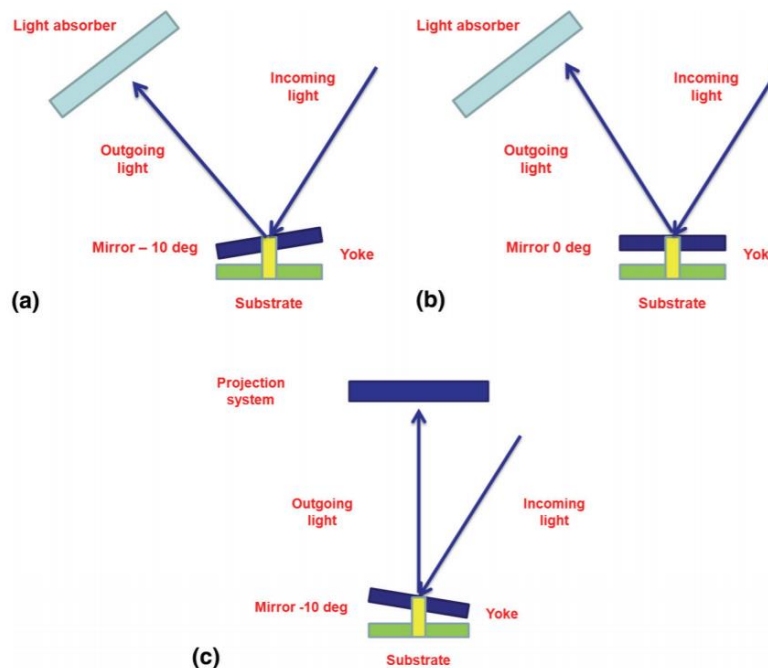 Light absorber
Incoming
light
Outgoing
light
Mirror – 10 deg
Yoke
Substrate
(a)
Light absorber
Incoming
light
Outgoing
light
Mirror 0 deg
Yok
Substrate
(b)
Projection
system
Outgoing
light
Incoming
light
Mirror -10 deg
Yoke
Substrate
(c)